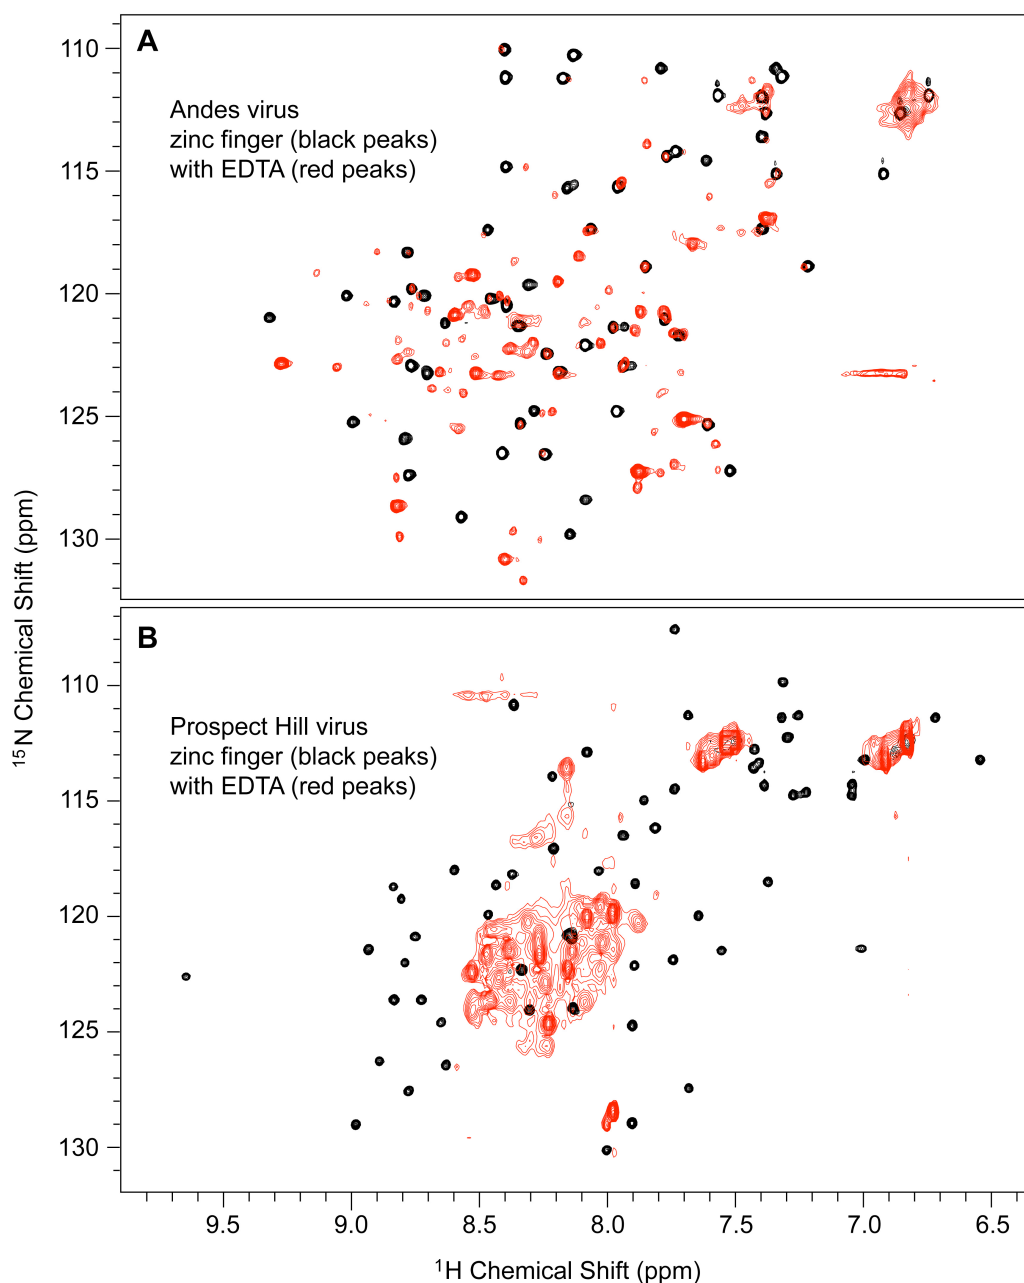 A
Andes virus
zinc finger (black peaks)
with EDTA (red peaks)
110
115
120
125
130
B
Prospect Hill virus
zinc finger (black peaks)
with EDTA (red peaks)
110
115
120
125
130
15N Chemical Shift (ppm)
9.5 9.0 8.5 8.0 7.5 7.0 6.5
1H Chemical Shift (ppm)